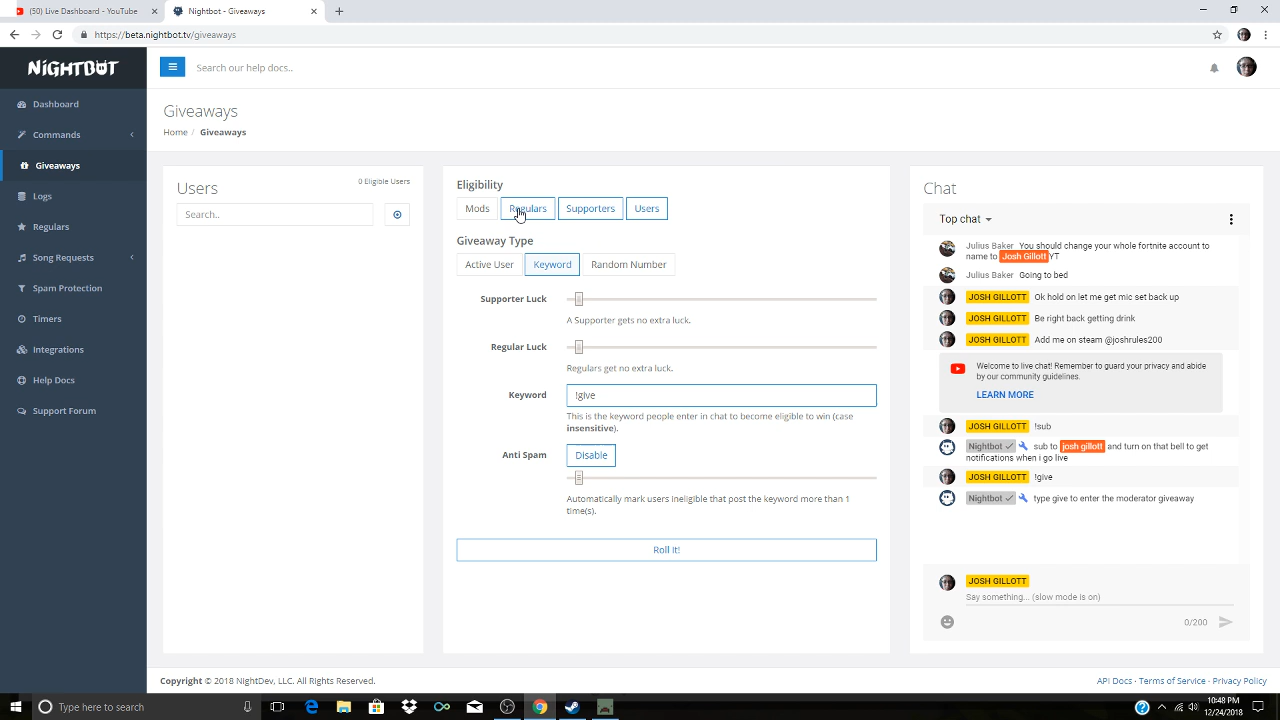 (50) Live Dashboard - YouTube
Nightbot - Giveaways
https://beta.nightbot.tv/giveaways
NiGHTBOT
Search our help docs..
Dashboard
Commands
Giveaways
Logs
Regulars
Song Requests
Spam Protection
Timers
Integrations
Help Docs
Support Forum
Giveaways
Home / Giveaways
Users
0 Eligible Users
Search..
Eligibility
Mods Regulars Supporters Users
Giveaway Type
Active User Keyword Random Number
Supporter Luck
A Supporter gets no extra luck.
Regular Luck
Regulars get no extra luck.
Keyword !give
This is the keyword people enter in chat to become eligible to win (case
insensitive).
Anti Spam Disable
Automatically mark users ineligible that post the keyword more than 1
time(s).
Roll It!
Chat
Top chat
Julius Baker You should change your whole fortnite account to
name to Josh Gillott YT
Julius Baker Going to bed
JOSH GILLOTT Ok hold on let me get mic set back up
JOSH GILLOTT Be right back getting drink
JOSH GILLOTT Add me on steam @joshrules200
Welcome to live chat! Remember to guard your privacy and abide
by our community guidelines.
LEARN MORE
JOSH GILLOTT !sub
Nightbot sub to josh gillott and turn on that bell to get
notifications when i go live
JOSH GILLOTT !give
Nightbot type give to enter the moderator giveaway
JOSH GILLOTT
Say something... (slow mode is on)
0/200
Copyright © 2018 NightDev, LLC. All Rights Reserved.
API Docs · Terms of Service · Privacy Policy
Type here to search
10:48 PM
12/24/2018